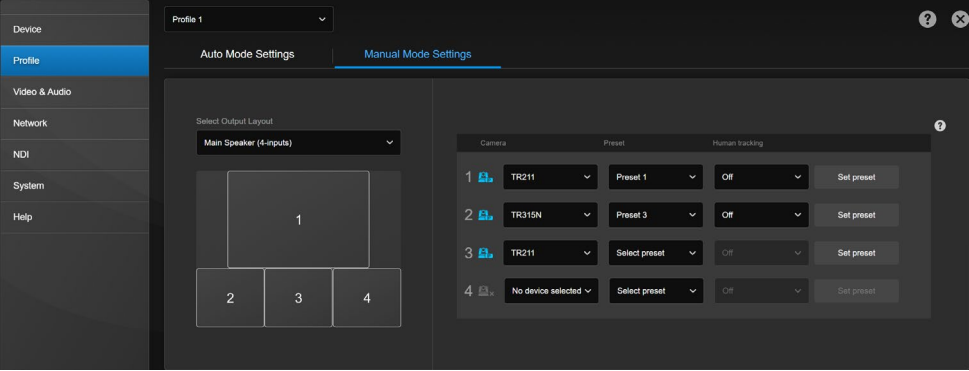 Profile 1
Device
Auto Mode Settings
Manual Mode Settings
Profile
Video & Audio
Network
NDI
System
Help
Select Output Layout
Main Speaker (4-inputs)
1
2 3 4
Camera Preset Human tracking
1 TR211 Preset 1 Off Set preset
2 TR315N Preset 3 Off Set preset
3 TR211 Select preset Off Set preset
4 No device selected Select preset Off Set preset